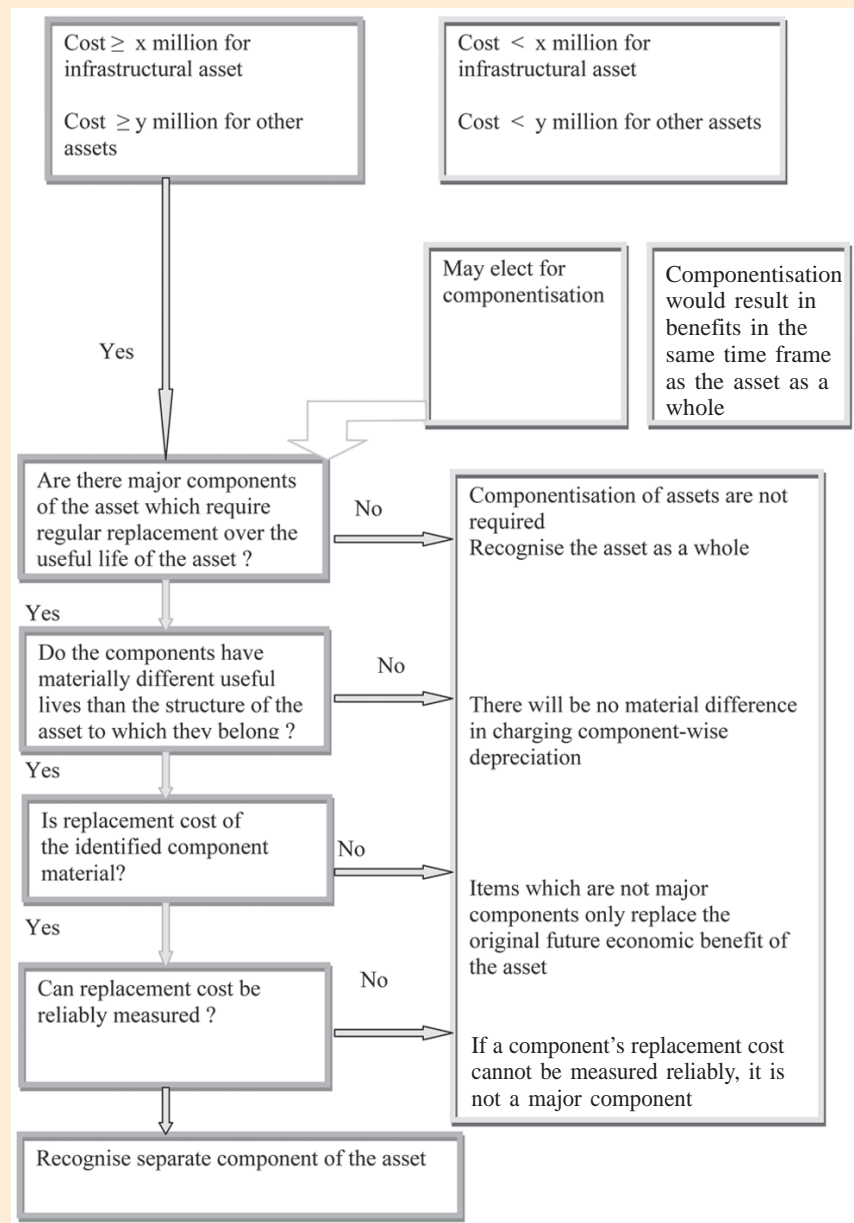 Cost ≥ x million for
infrastructural asset
Cost ≥ y million for other
assets
Cost < x million for
infrastructural asset
Cost < y million for other assets
May elect for
componentisation
Componentisation
would result in
benefits in the
same time frame
as the asset as a
whole
Yes
Are there major components
of the asset which require
regular replacement over the
useful life of the asset ?
No
Componentisation of assets are not
required
Recognise the asset as a whole
Yes
Do the components have
materially different useful
lives than the structure of the
asset to which they belong ?
No
There will be no material difference
in charging component-wise
depreciation
Yes
Is replacement cost of
the identified component
material?
No
Items which are not major
components only replace the
original future economic benefit of
the asset
Yes
Can replacement cost be
reliably measured ?
No
If a component's replacement cost
cannot be measured reliably, it is
not a major component
Recognise separate component of the asset